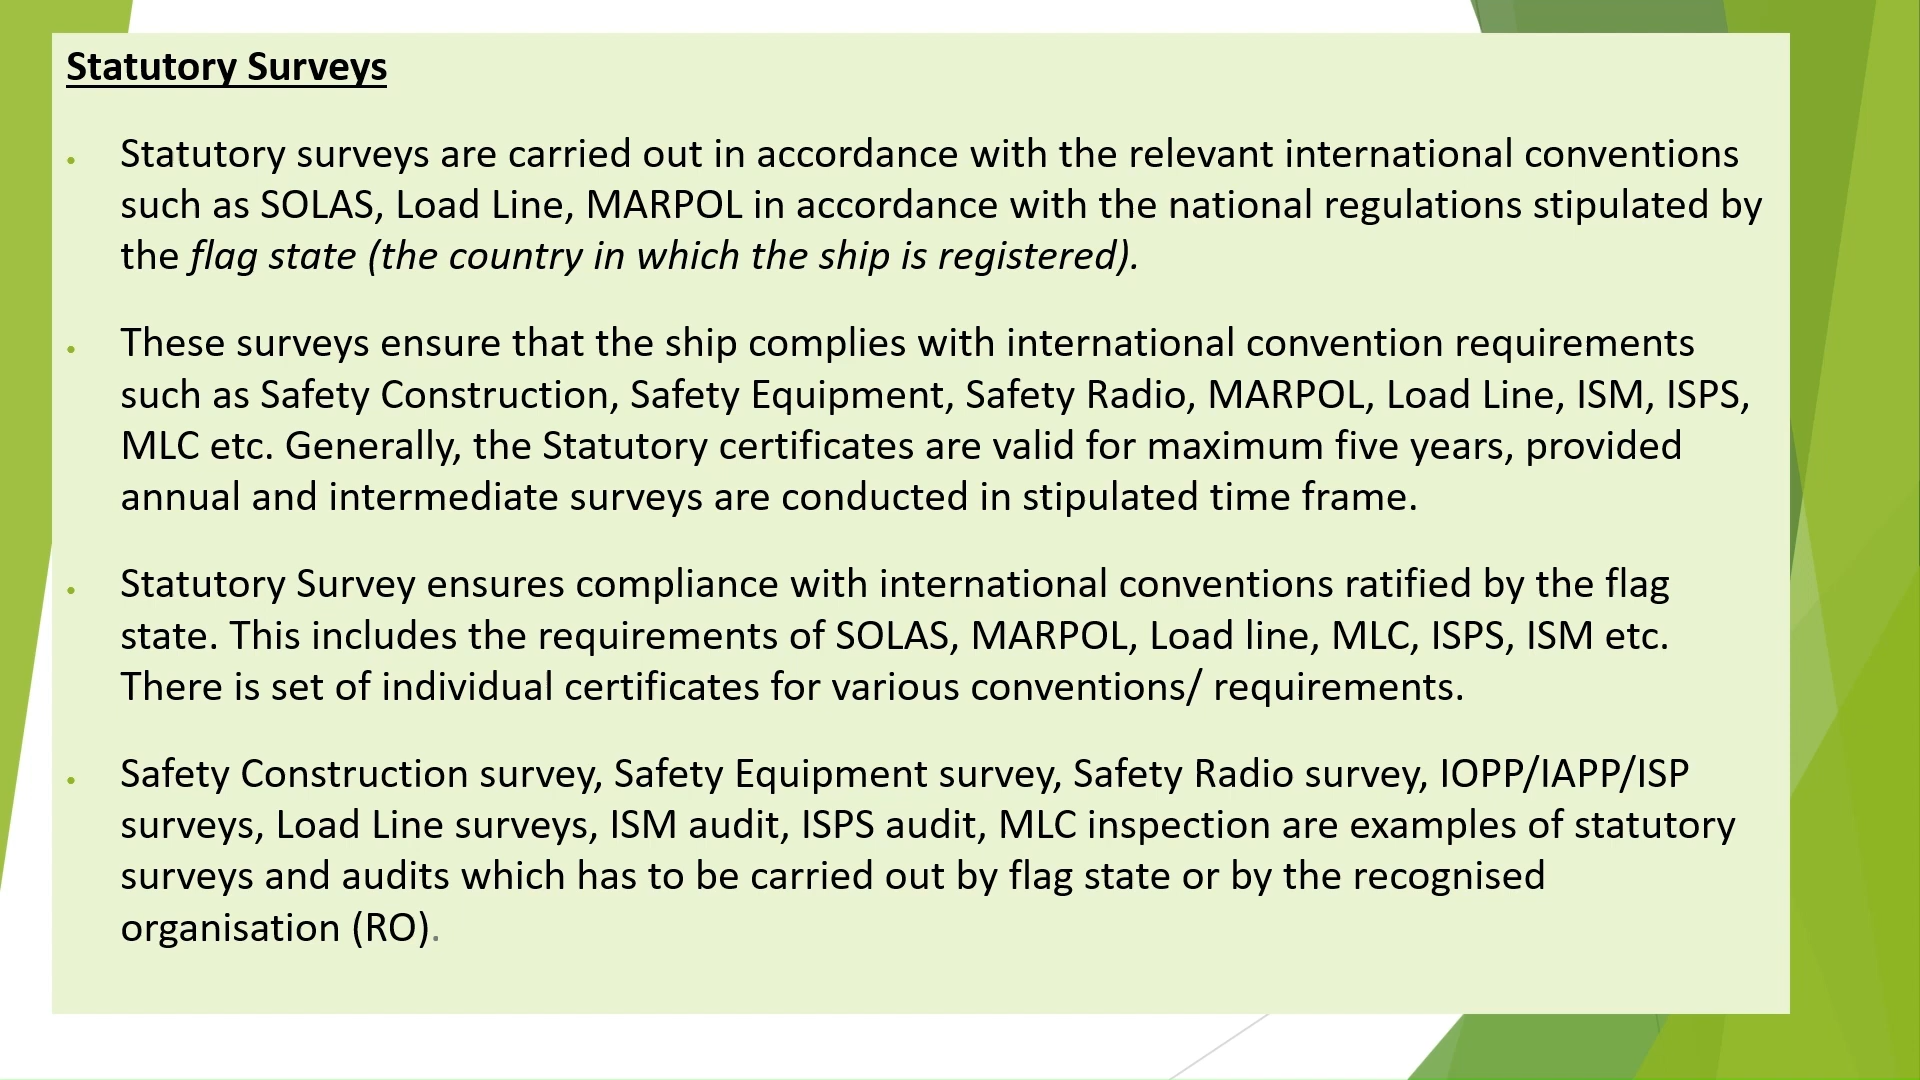 Statutory Surveys
• Statutory surveys are carried out in accordance with the relevant international conventions
such as SOLAS, Load Line, MARPOL in accordance with the national regulations stipulated by
the flag state (the country in which the ship is registered).
• These surveys ensure that the ship complies with international convention requirements
such as Safety Construction, Safety Equipment, Safety Radio, MARPOL, Load Line, ISM, ISPS,
MLC etc. Generally, the Statutory certificates are valid for maximum five years, provided
annual and intermediate surveys are conducted in stipulated time frame.
• Statutory Survey ensures compliance with international conventions ratified by the flag
state. This includes the requirements of SOLAS, MARPOL, Load line, MLC, ISPS, ISM etc.
There is set of individual certificates for various conventions/ requirements.
• Safety Construction survey, Safety Equipment survey, Safety Radio survey, IOPP/IAPP/ISP
surveys, Load Line surveys, ISM audit, ISPS audit, MLC inspection are examples of statutory
surveys and audits which has to be carried out by flag state or by the recognised
organisation (RO).